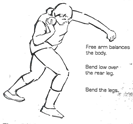 Free arm balances
the body.
Bend low over
the rear leg.
Bend the legs.